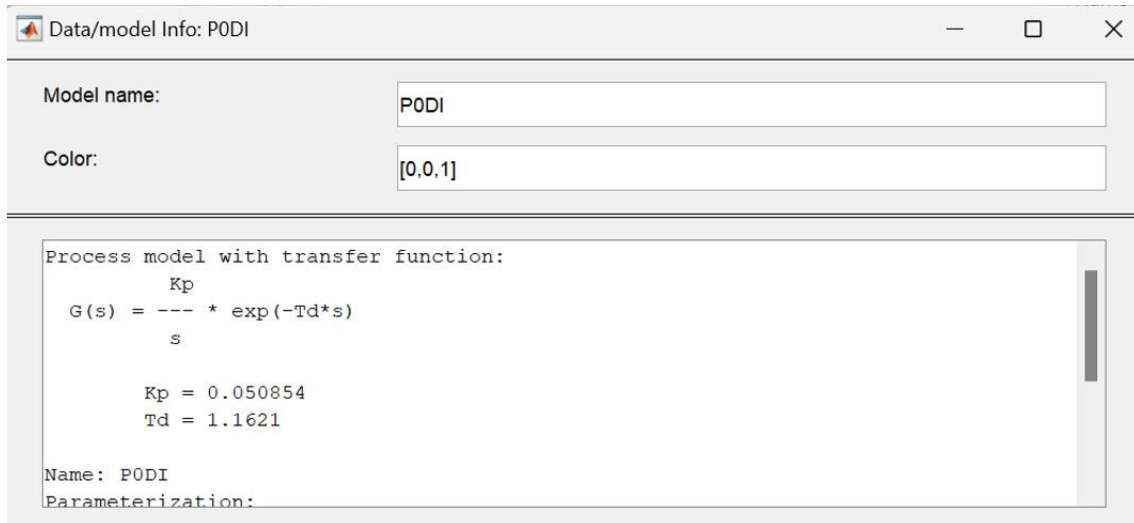 Data/model Info: P0DI
Model name:
P0DI
Color:
[0,0,1]
Process model with transfer function:
Kp
G(s) = --- * exp(-Td*s)
s
Kp = 0.050854
Td = 1.1621
Name: P0DI
Parameterization: